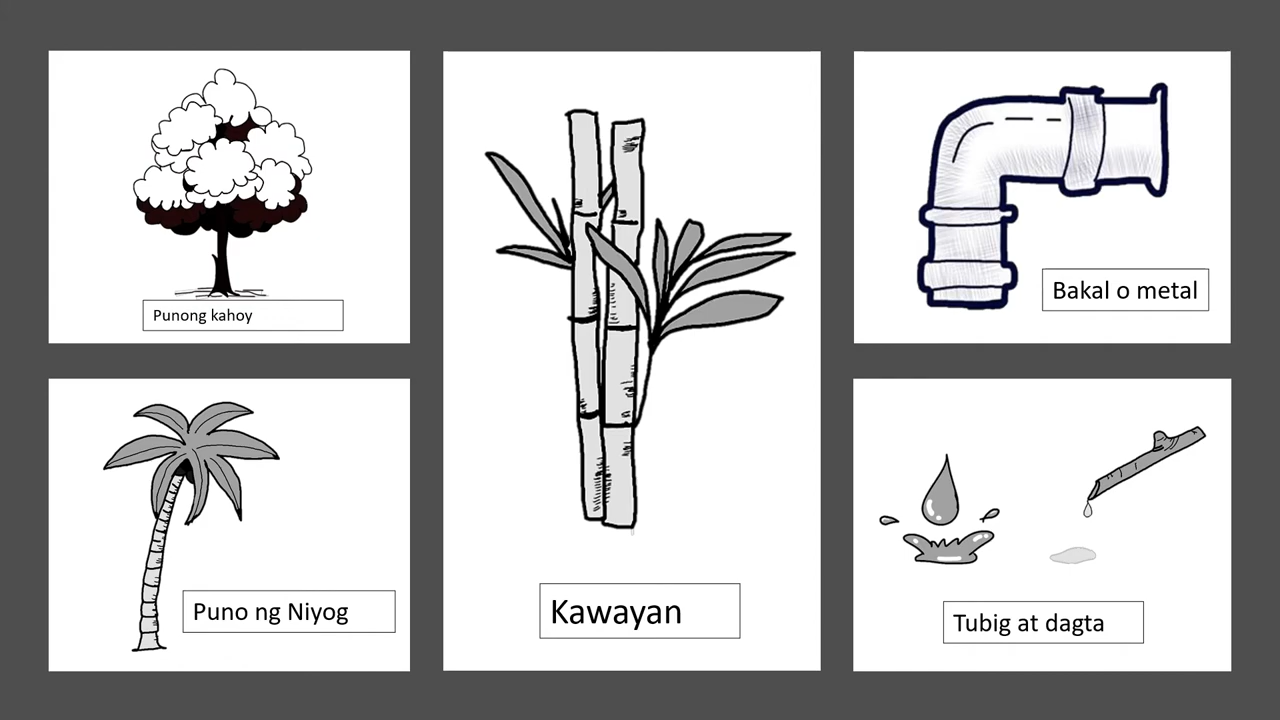 Punong kahoy
Puno ng Niyog
Kawayan
Bakal o metal
Tubig at dagta